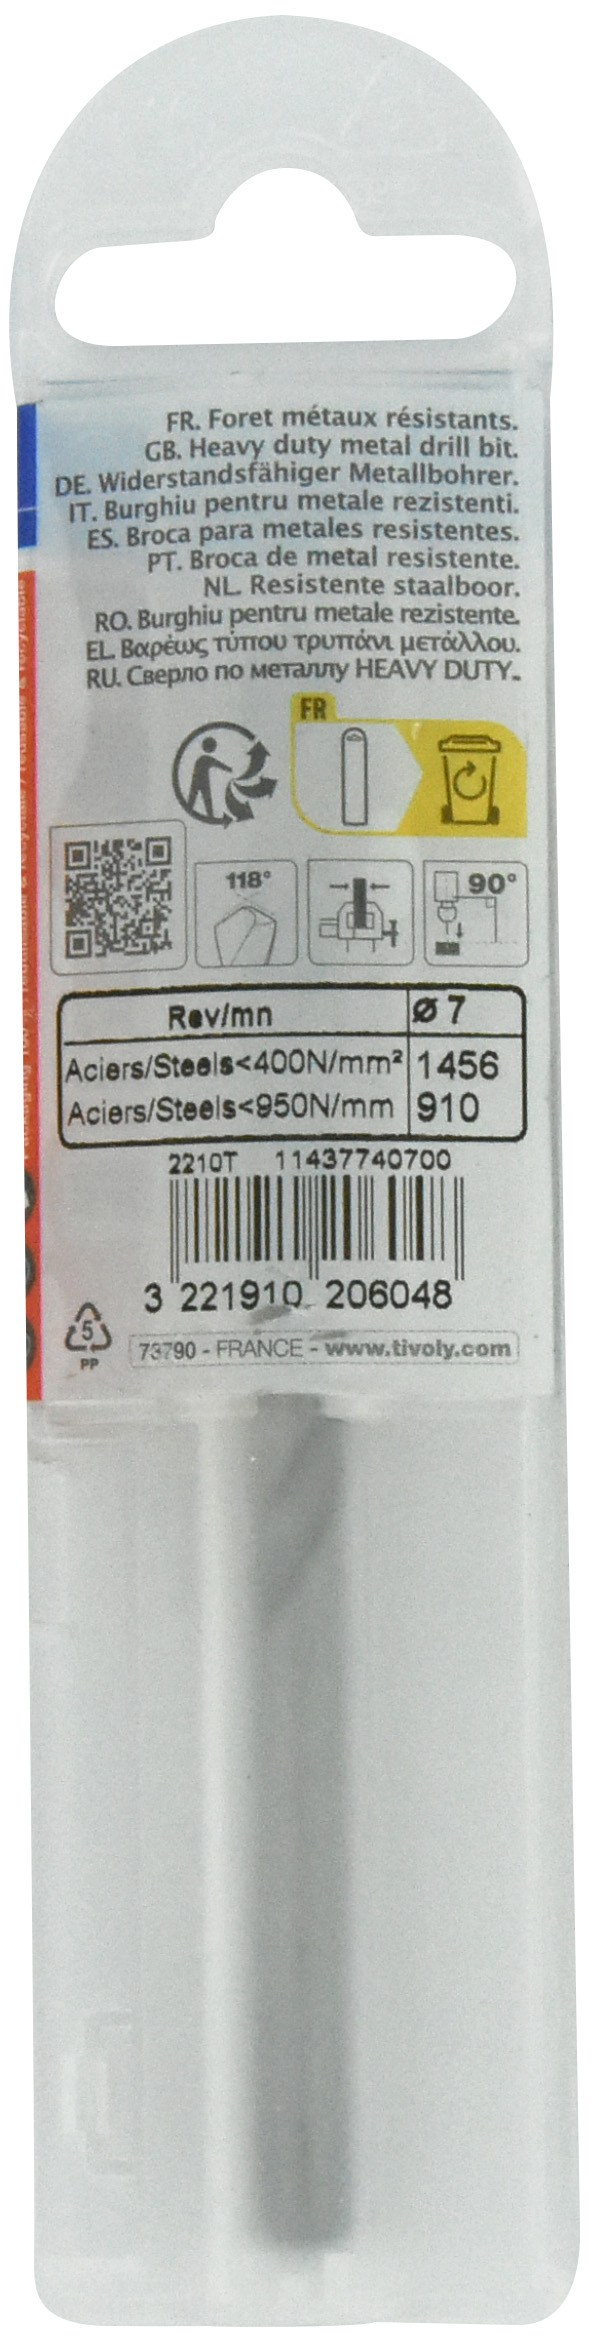 FR. Foret métaux résistants.
GB. Heavy duty metal drill bit.
DE. Widerstandsfähiger Metallbohrer.
IT. Burghiu pentru metale rezistenti.
ES. Broca para metales resistentes.
PT. Broca de metal resistente.
NL. Resistente staalboor.
RO. Burghiu pentru metale rezistente.
EL. Βαρέως τύπου τρυπάνι μετάλλου.
RU. Сверло по металлу HEAVY DUTY.
FR
118°
90°
Rev/mn ø 7
Aciers/Steels<400N/mm² 1456
Aciers/Steels<950N/mm 910
2210T 11437740700
3 221910 206048
5
PP
73790 - FRANCE - www.tivoly.com